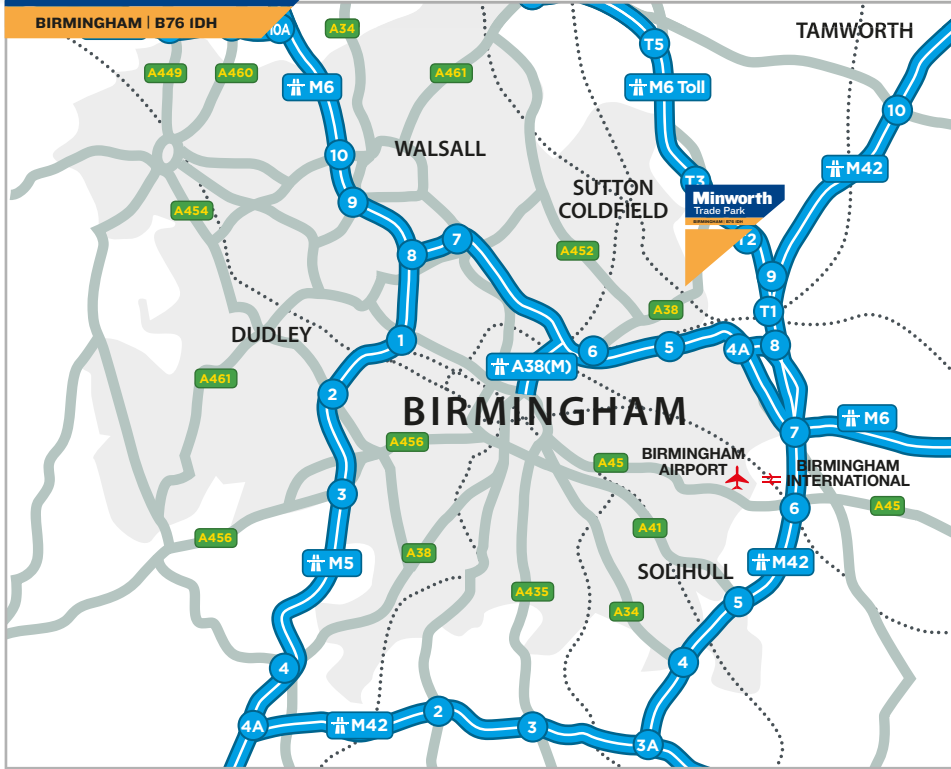 BIRMINGHAM | B76 1DH
10A
A34
TAMWORTH
T5
A449
A460
A461
M6
M6 Toll
10
10
WALSALL
M42
T3
SUTTON
COLDFIELD
Minworth
Trade Park
BIRMINGHAM | B76 1DH
9
A454
T2
7
8
A452
9
A38
T1
DUDLEY
1
6
5
4A
8
A38(M)
A461
2
BIRMINGHAM
M6
7
A456
BIRMINGHAM
AIRPORT
A45
BIRMINGHAM
INTERNATIONAL
3
6
A45
A41
A456
A38
M5
M42
SOLIHULL
A435
5
A34
4
4
2
4A
M42
3
3A